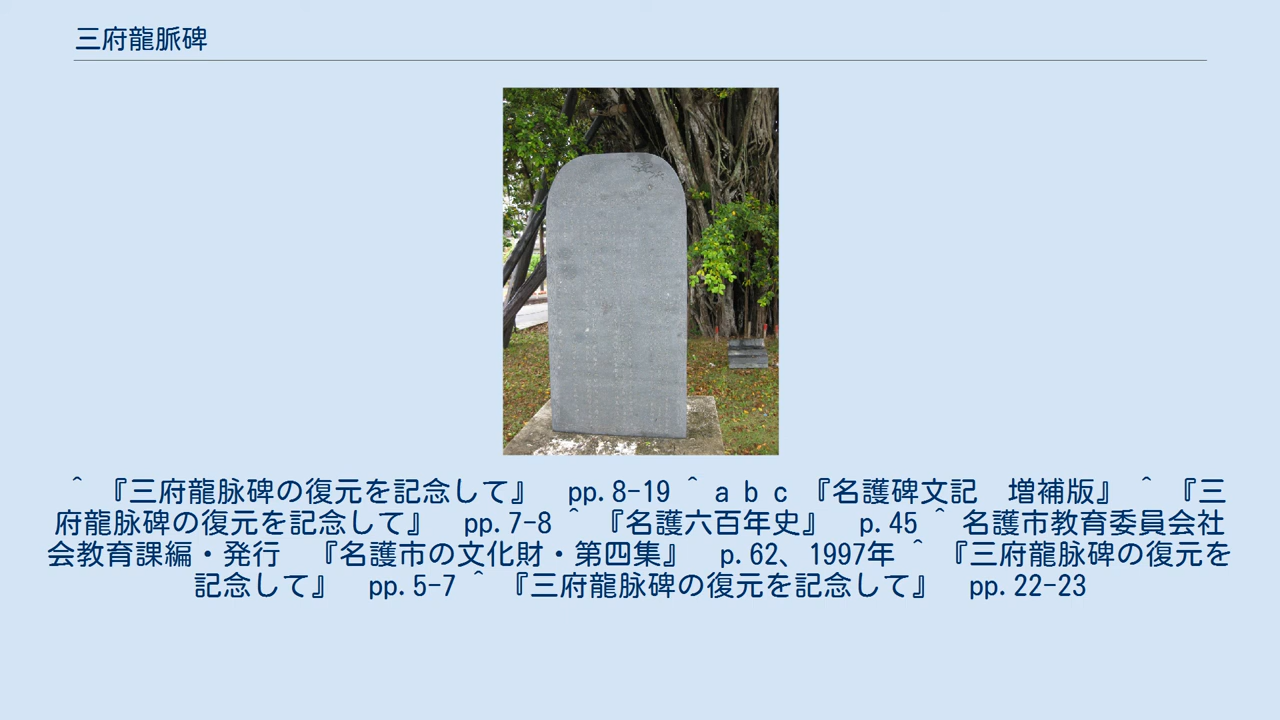 三府龍脈碑
^ 『三府龍脉碑の復元を記念して』　pp.8-19 ^ a b c 『名護碑文記　増補版』 ^ 『三
府龍脉碑の復元を記念して』　pp.7-8 ^ 『名護六百年史』　p.45 ^ 名護市教育委員会社
会教育課編・発行　『名護市の文化財・第四集』　p.62、1997年 ^ 『三府龍脉碑の復元を
記念して』　pp.5-7 ^ 『三府龍脉碑の復元を記念して』　pp.22-23